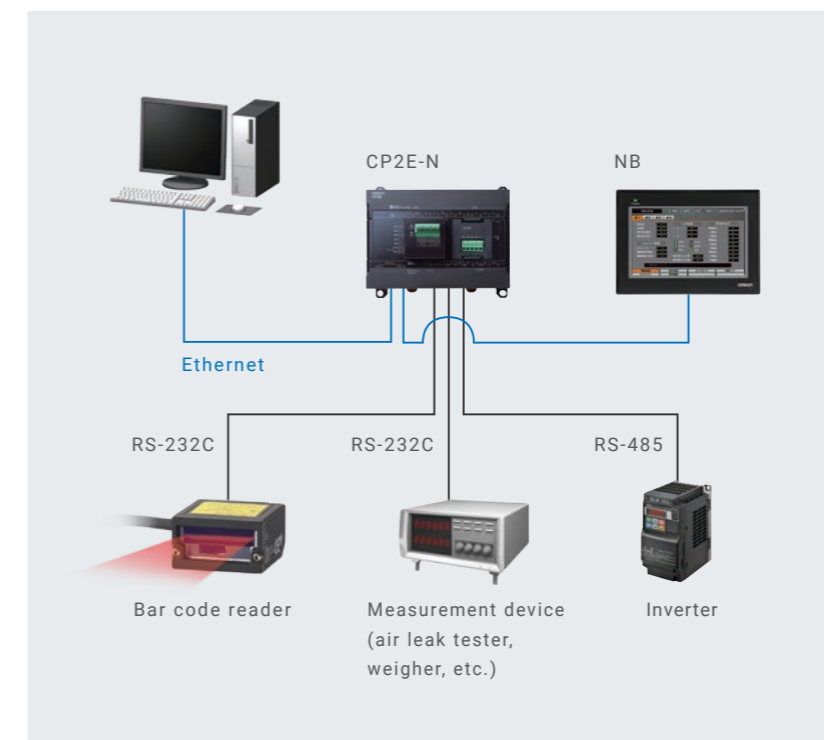 CP2E-N
NB
Ethernet
RS-232C
RS-232C
RS-485
Bar code reader
Measurement device
(air leak tester,
weigher, etc.)
Inverter